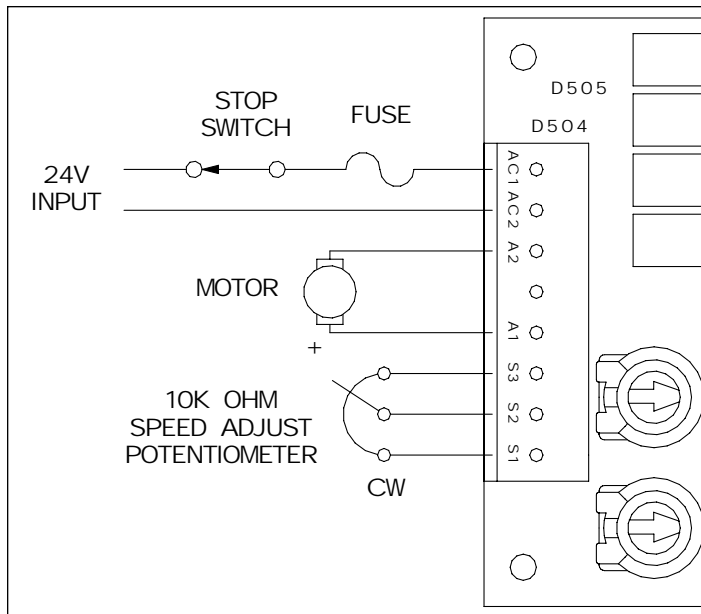 D505
STOP
SWITCH
FUSE
D504
24V
INPUT
AC1
AC2
A2
MOTOR
A1
+
S3
10K OHM
SPEED ADJUST
POTENTIOMETER
S2
S1
CW